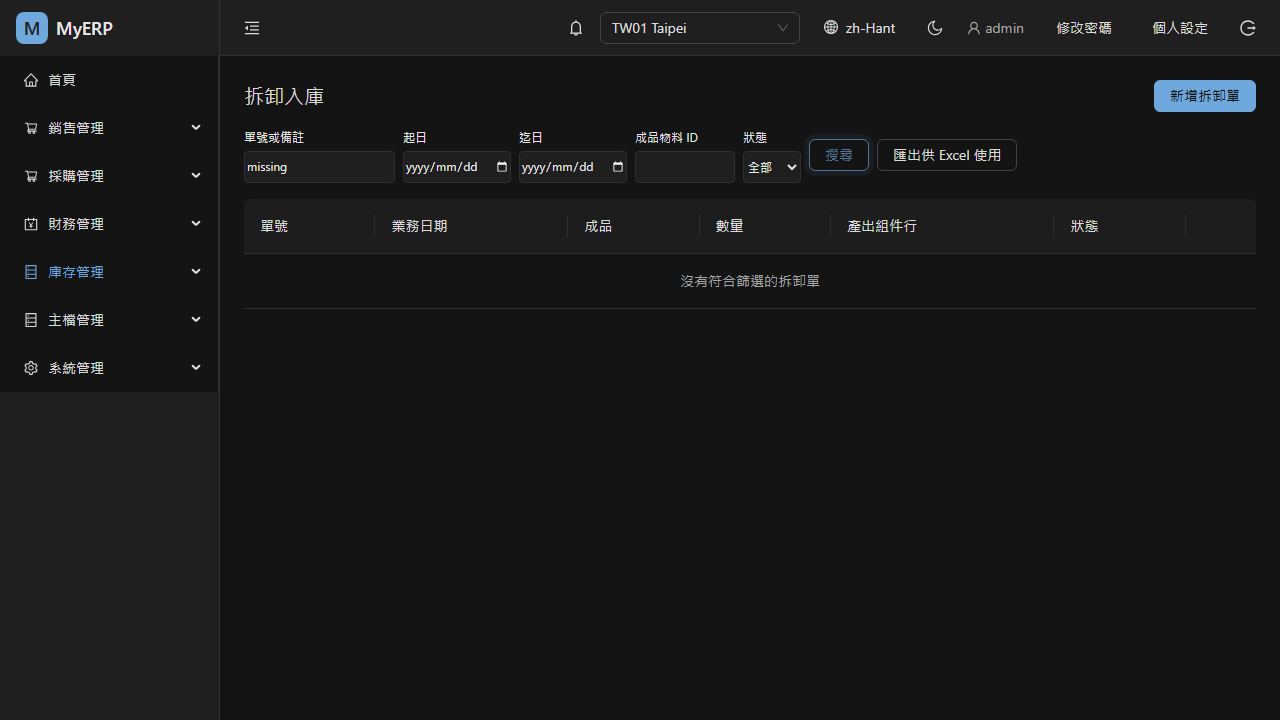 M MyERP
TW01 Taipei
zh-Hant
admin
修改密碼
個人設定
首頁
銷售管理
採購管理
財務管理
庫存管理
主檔管理
系統管理
拆卸入庫
新增拆卸單
單號或備註
起日
迄日
成品物料 ID
狀態
missing
yyyy/mm/dd
yyyy/mm/dd
全部
搜尋
匯出供 Excel 使用
單號
業務日期
成品
數量
產出組件行
狀態
沒有符合篩選的拆卸單